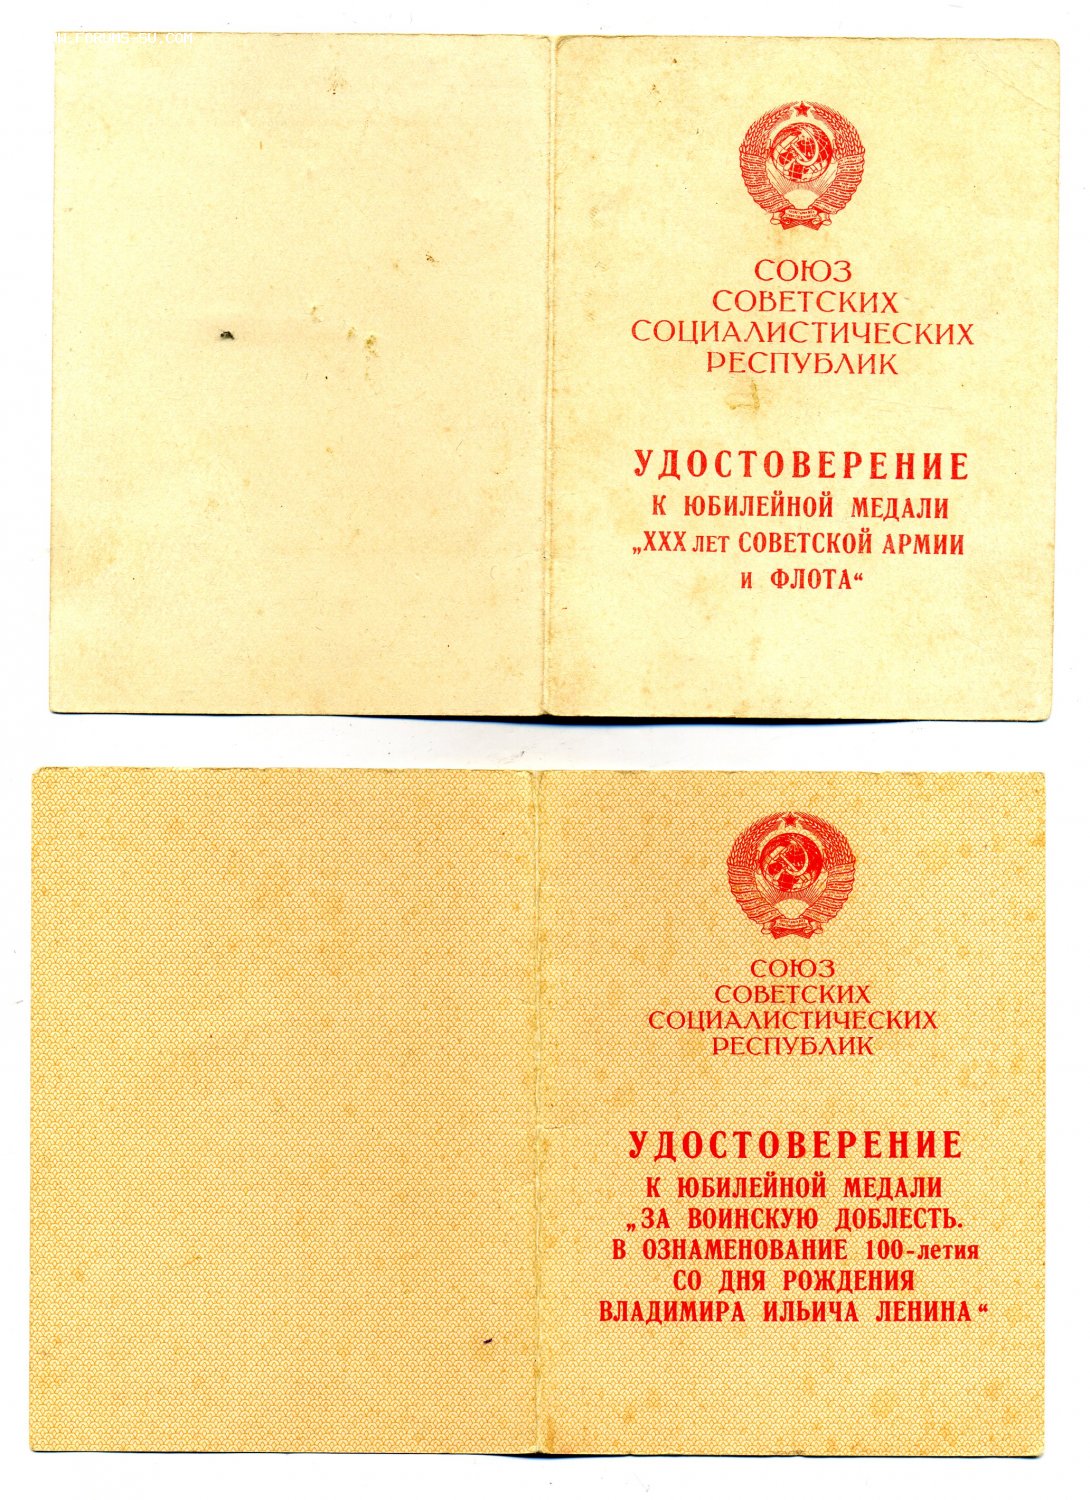 СОЮЗ
СОВЕТСКИХ
СОЦИАЛИСТИЧЕСКИХ
РЕСПУБЛИК
УДОСТОВЕРЕНИЕ
К ЮБИЛЕЙНОЙ МЕДАЛИ
„XXX ЛЕТ СОВЕТСКОЙ АРМИИ
И ФЛОТА“
СОЮЗ
СОВЕТСКИХ
СОЦИАЛИСТИЧЕСКИХ
РЕСПУБЛИК
УДОСТОВЕРЕНИЕ
К ЮБИЛЕЙНОЙ МЕДАЛИ
„ЗА ВОИНСКУЮ ДОБЛЕСТЬ.
В ОЗНАМЕНОВАНИЕ 100-летия
СО ДНЯ РОЖДЕНИЯ
ВЛАДИМИРА ИЛЬИЧА ЛЕНИНА“